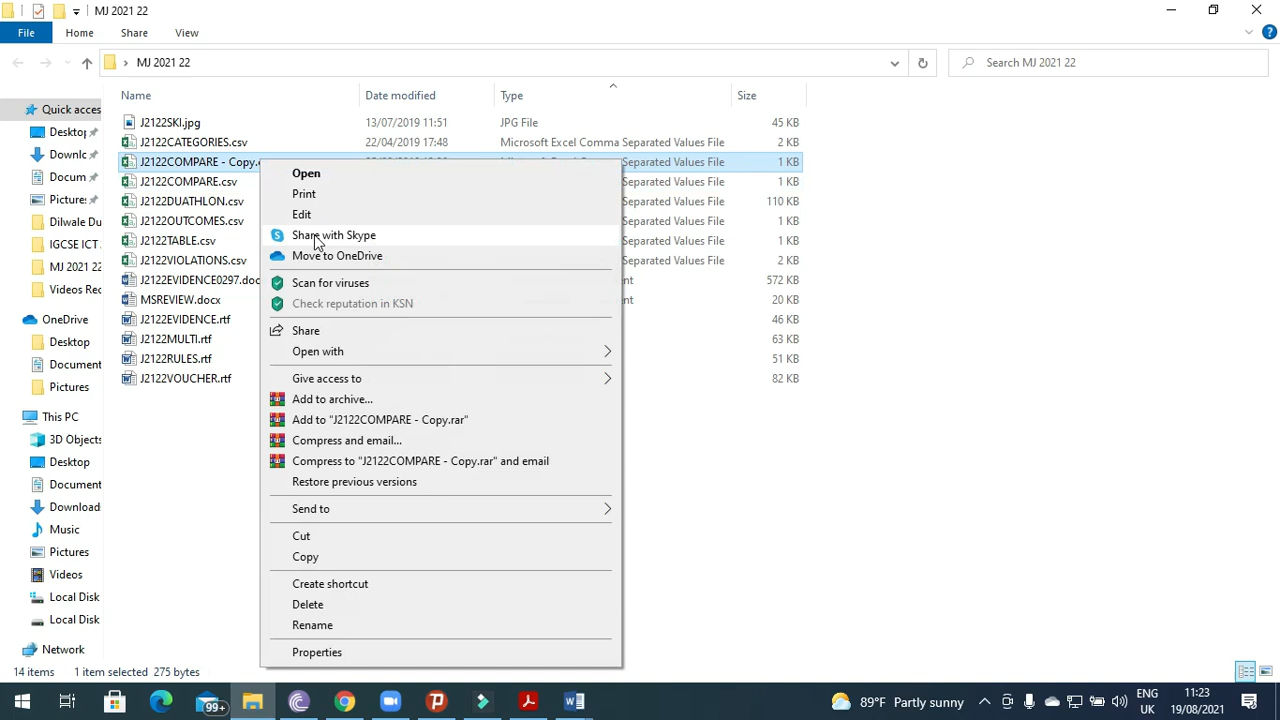 MJ 2021 22
File Home Share View
MJ 2021 22 Search MJ 2021 22
Name Date modified Type Size
Quick acces
Desktop
Downlc
Docum
Pictures
Dilwale Du
IGCSE ICT
MJ 2021 22
Videos Rec
OneDrive
Desktop
Document
Pictures
This PC
3D Objects
Desktop
Document
Download
Music
Pictures
Videos
Local Disk
Local Disk
Network
J2122SKI.jpg 13/07/2019 11:51 JPG File 45 KB
J2122CATEGORIES.csv 22/04/2019 17:48 Microsoft Excel Comma Separated Values File 2 KB
J2122COMPARE - Copy. Separated Values File 1 KB
J2122COMPARE.csv Separated Values File 1 KB
J2122DUATHLON.csv Separated Values File 110 KB
J2122OUTCOMES.csv Separated Values File 1 KB
J2122TABLE.csv Separated Values File 1 KB
J2122VIOLATIONS.csv Separated Values File 1 KB
J2122EVIDENCE0297.doc 572 KB
MSREVIEW.docx 20 KB
J2122EVIDENCE.rtf 46 KB
J2122MULTI.rtf 63 KB
J2122RULES.rtf 51 KB
J2122VOUCHER.rtf 82 KB
Open
Print
Edit
Share with Skype
Move to OneDrive
Scan for viruses
Check reputation in KSN
Share
Open with
Give access to
Add to archive...
Add to "J2122COMPARE - Copy.rar"
Compress and email...
Compress to "J2122COMPARE - Copy.rar" and email
Restore previous versions
Send to
Cut
Copy
Create shortcut
Delete
Rename
Properties
14 items 1 item selected 275 bytes
99+ 89°F Partly sunny ENG UK 11:23 19/08/2021